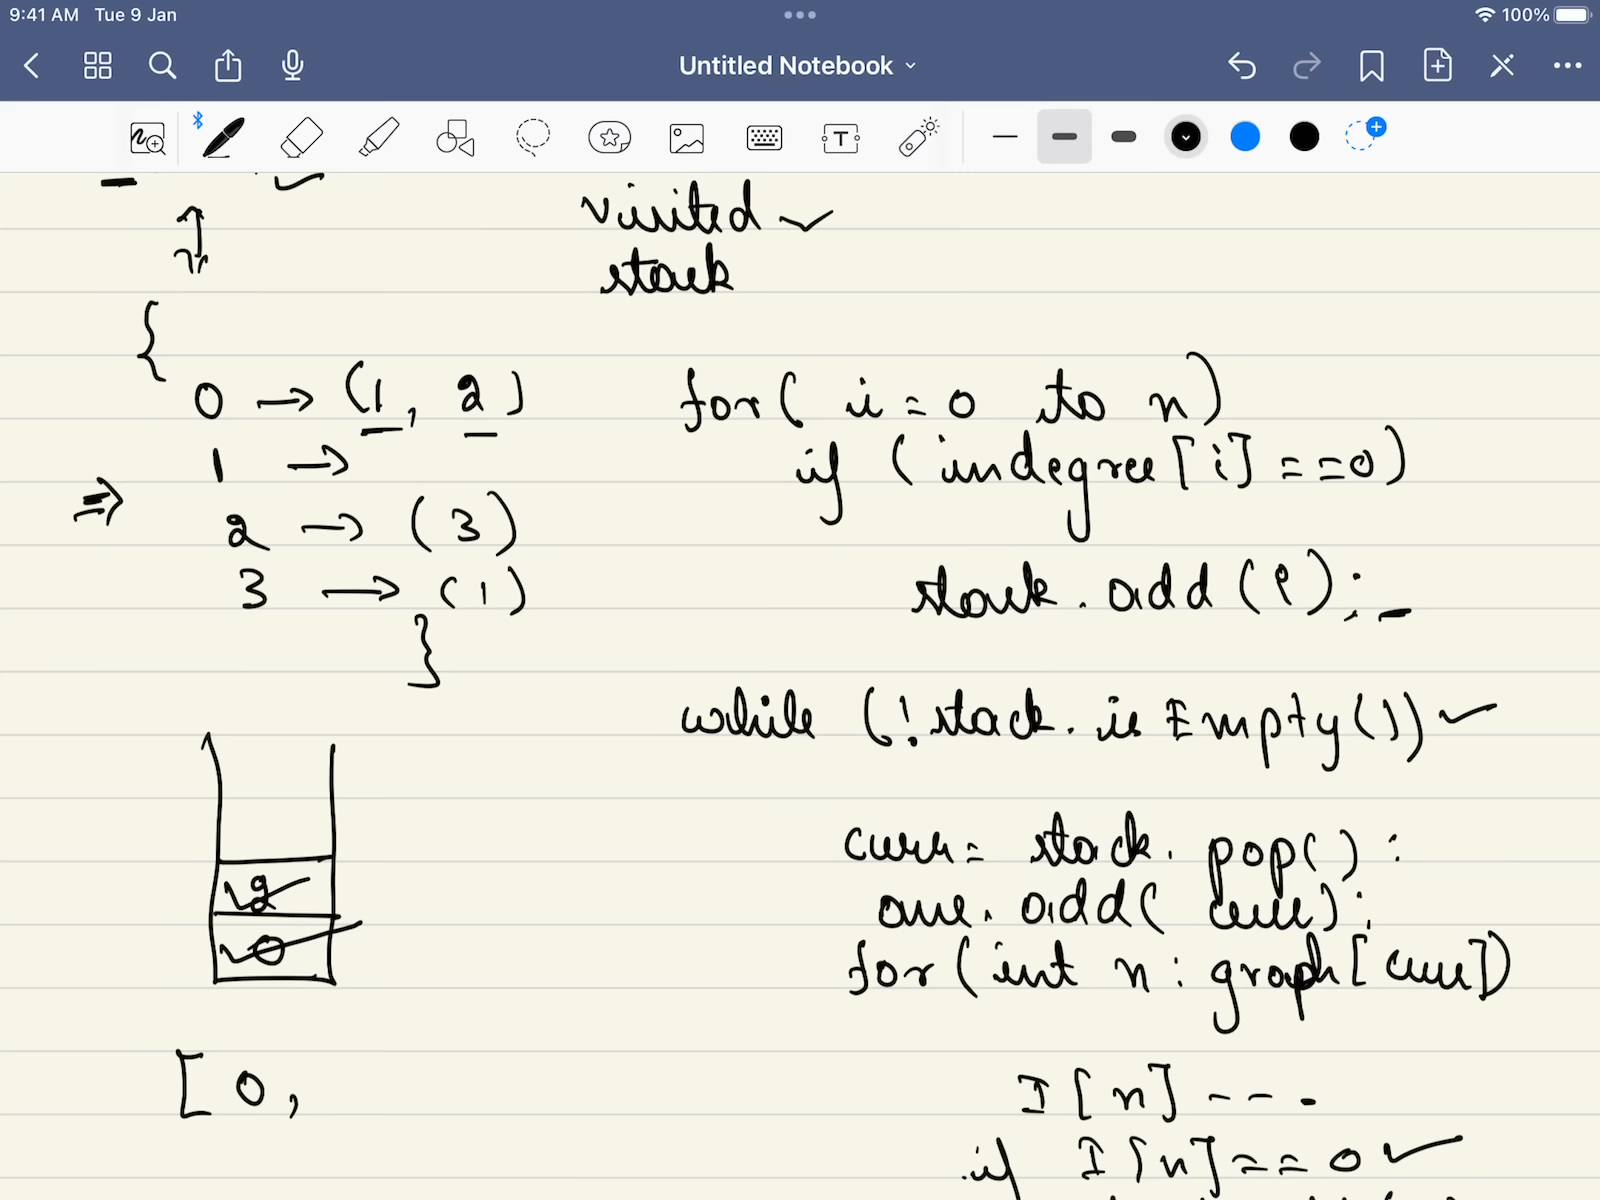 9:41 AM Tue 9 Jan 100%
Untitled Notebook
T
visited
stack
{
0 → (1, 2)
1 →
⇒
2 → (3)
3 → (1)
}
for( i = 0 to n)
if (indegree[i] == 0)
stack. add (i);
while (!stack. isEmpty())
curr = stack. pop();
ans. add( curr);
for (int n : graph[curr])
I[n]--.
if I[n]==0
2
0
[ 0,